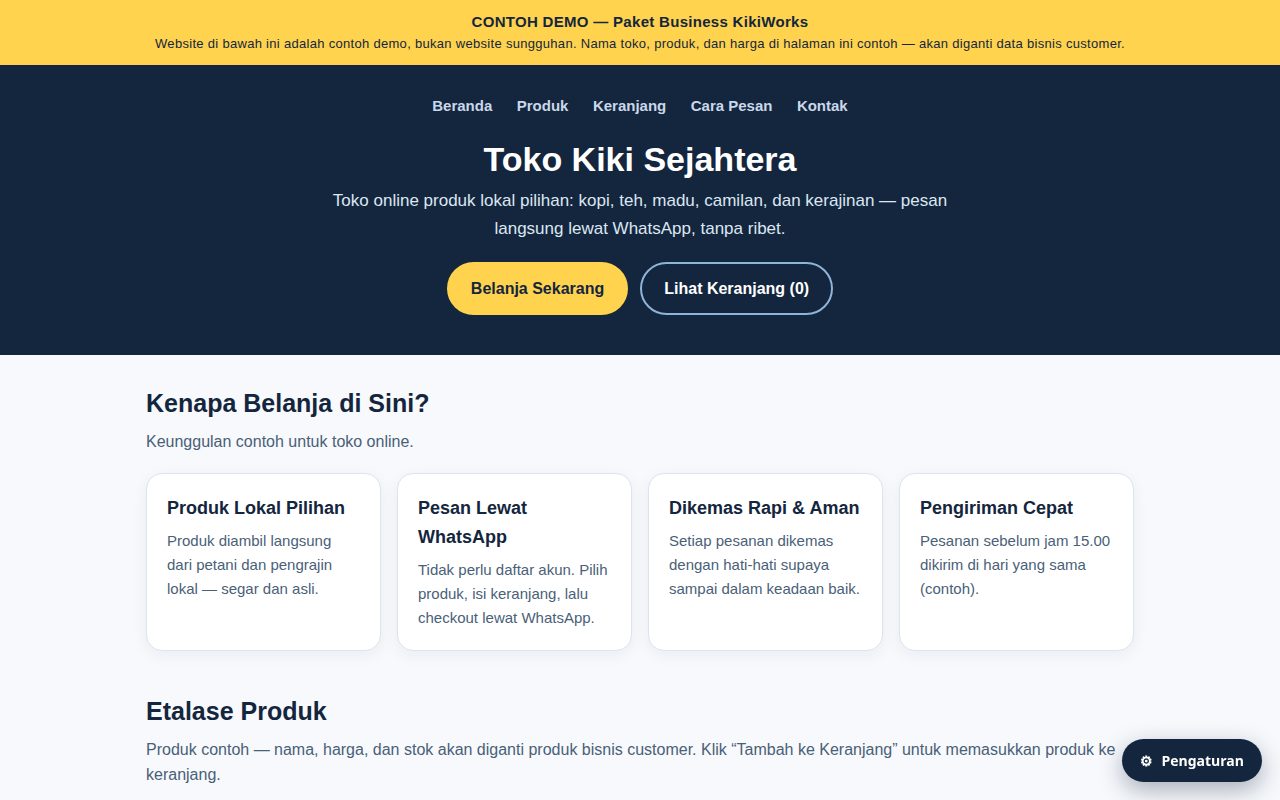 CONTOH DEMO — Paket Business KikiWorks
Website di bawah ini adalah contoh demo, bukan website sungguhan. Nama toko, produk, dan harga di halaman ini contoh — akan diganti data bisnis customer.
Beranda Produk Keranjang Cara Pesan Kontak
Toko Kiki Sejahtera
Toko online produk lokal pilihan: kopi, teh, madu, camilan, dan kerajinan — pesan
langsung lewat WhatsApp, tanpa ribet.
Belanja Sekarang Lihat Keranjang (0)
Kenapa Belanja di Sini?
Keunggulan contoh untuk toko online.
Produk Lokal Pilihan
Produk diambil langsung
dari petani dan pengrajin
lokal — segar dan asli.
Pesan Lewat
WhatsApp
Tidak perlu daftar akun. Pilih
produk, isi keranjang, lalu
checkout lewat WhatsApp.
Dikemas Rapi & Aman
Setiap pesanan dikemas
dengan hati-hati supaya
sampai dalam keadaan baik.
Pengiriman Cepat
Pesanan sebelum jam 15.00
dikirim di hari yang sama
(contoh).
Etalase Produk
Produk contoh — nama, harga, dan stok akan diganti produk bisnis customer. Klik “Tambah ke Keranjang” untuk memasukkan produk ke
keranjang.
⚙ Pengaturan